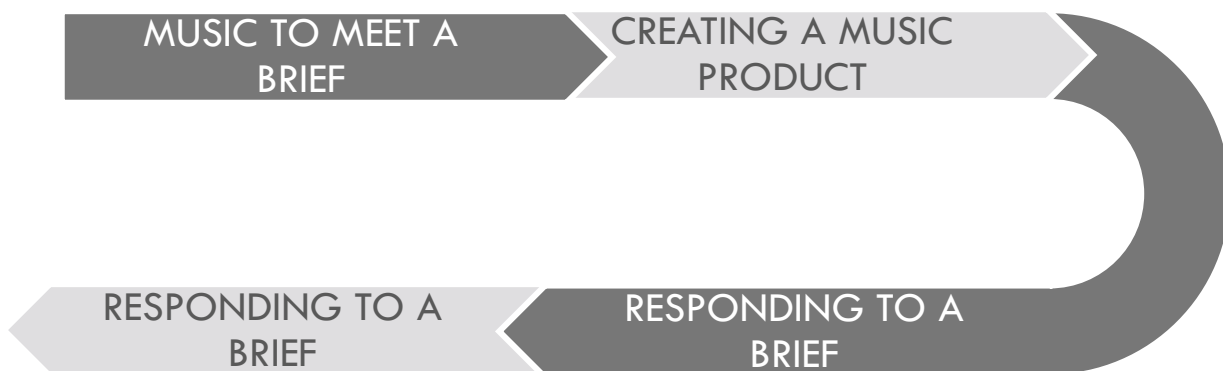 MUSIC TO MEET A
BRIEF
CREATING A MUSIC
PRODUCT
RESPONDING TO A
BRIEF
RESPONDING TO A
BRIEF